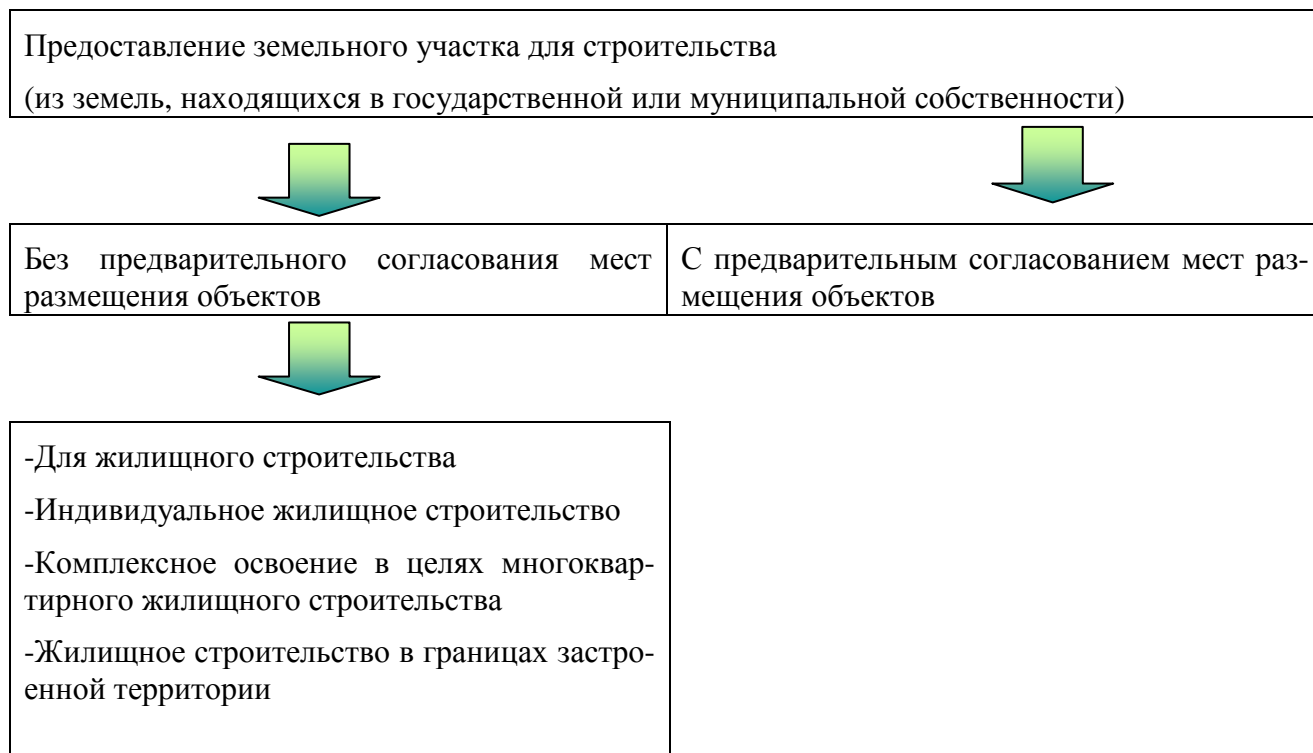 Предоставление земельного участка для строительства
(из земель, находящихся в государственной или муниципальной собственности)
Без предварительного согласования мест
размещения объектов
С предварительным согласованием мест раз-
мещения объектов
-Для жилищного строительства
-Индивидуальное жилищное строительство
-Комплексное освоение в целях многоквар-
тирного жилищного строительства
-Жилищное строительство в границах застро-
енной территории